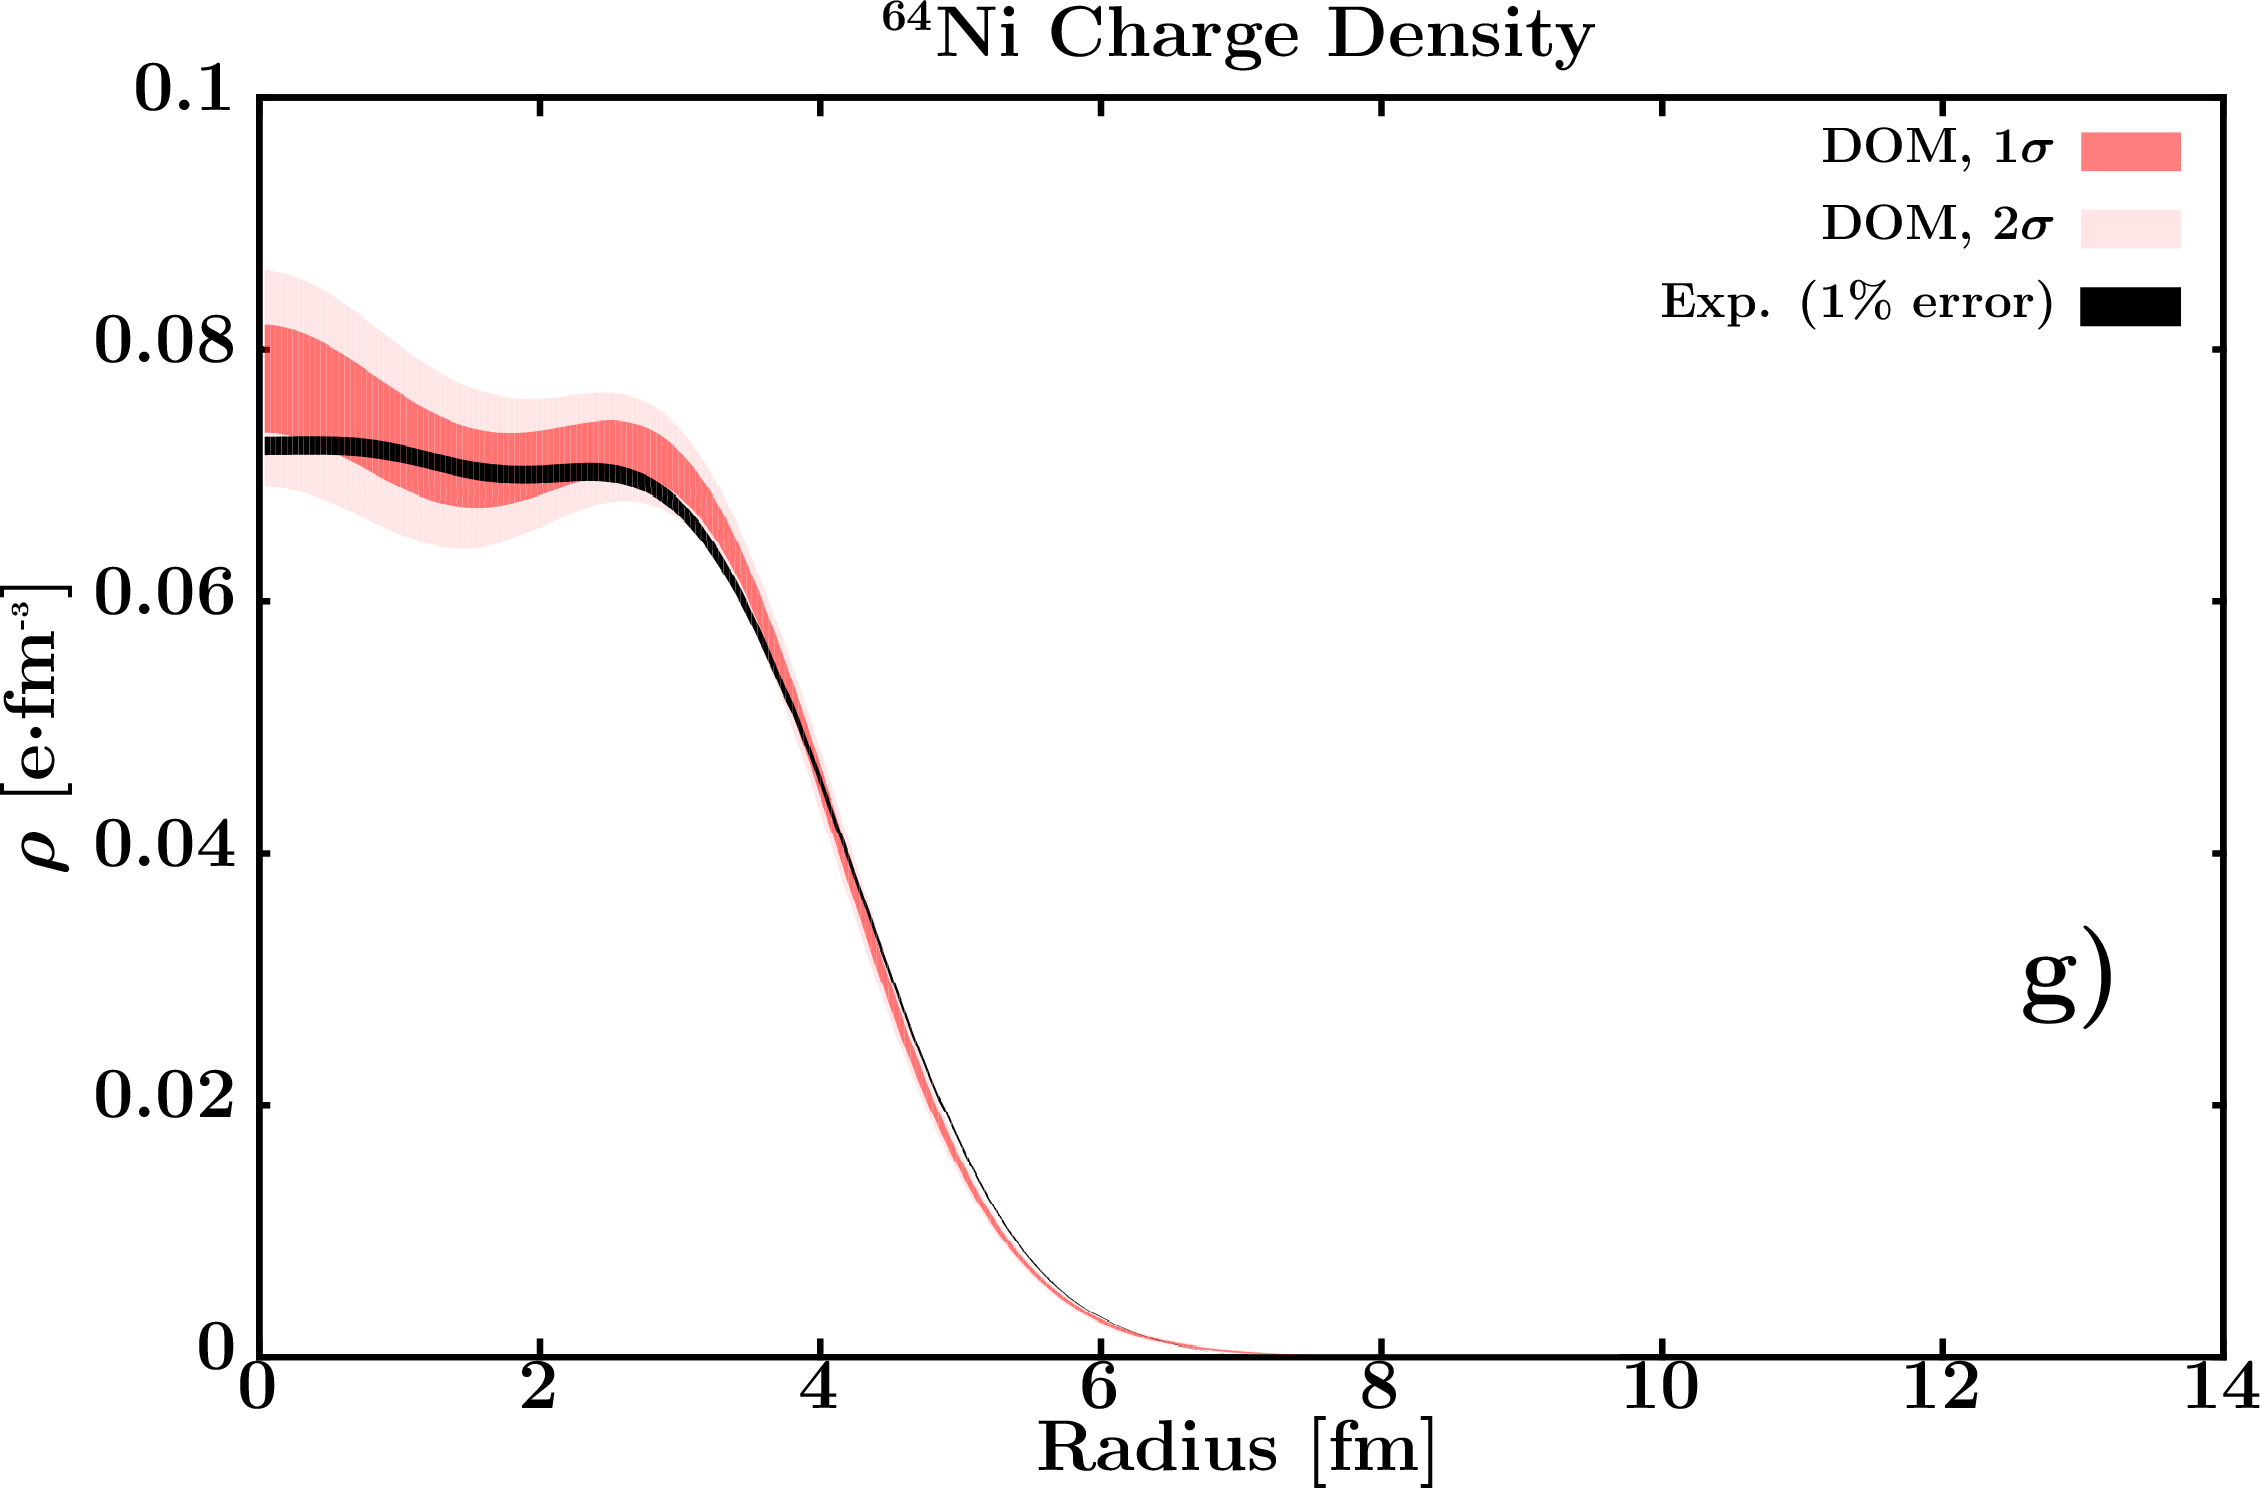 ⁶⁴Ni Charge Density
0.1
0.08
0.06
0.04
0.02
0
ρ [e·fm⁻³]
DOM, 1σ
DOM, 2σ
Exp. (1% error)
g)
0 2 4 6 8 10 12 14
Radius [fm]